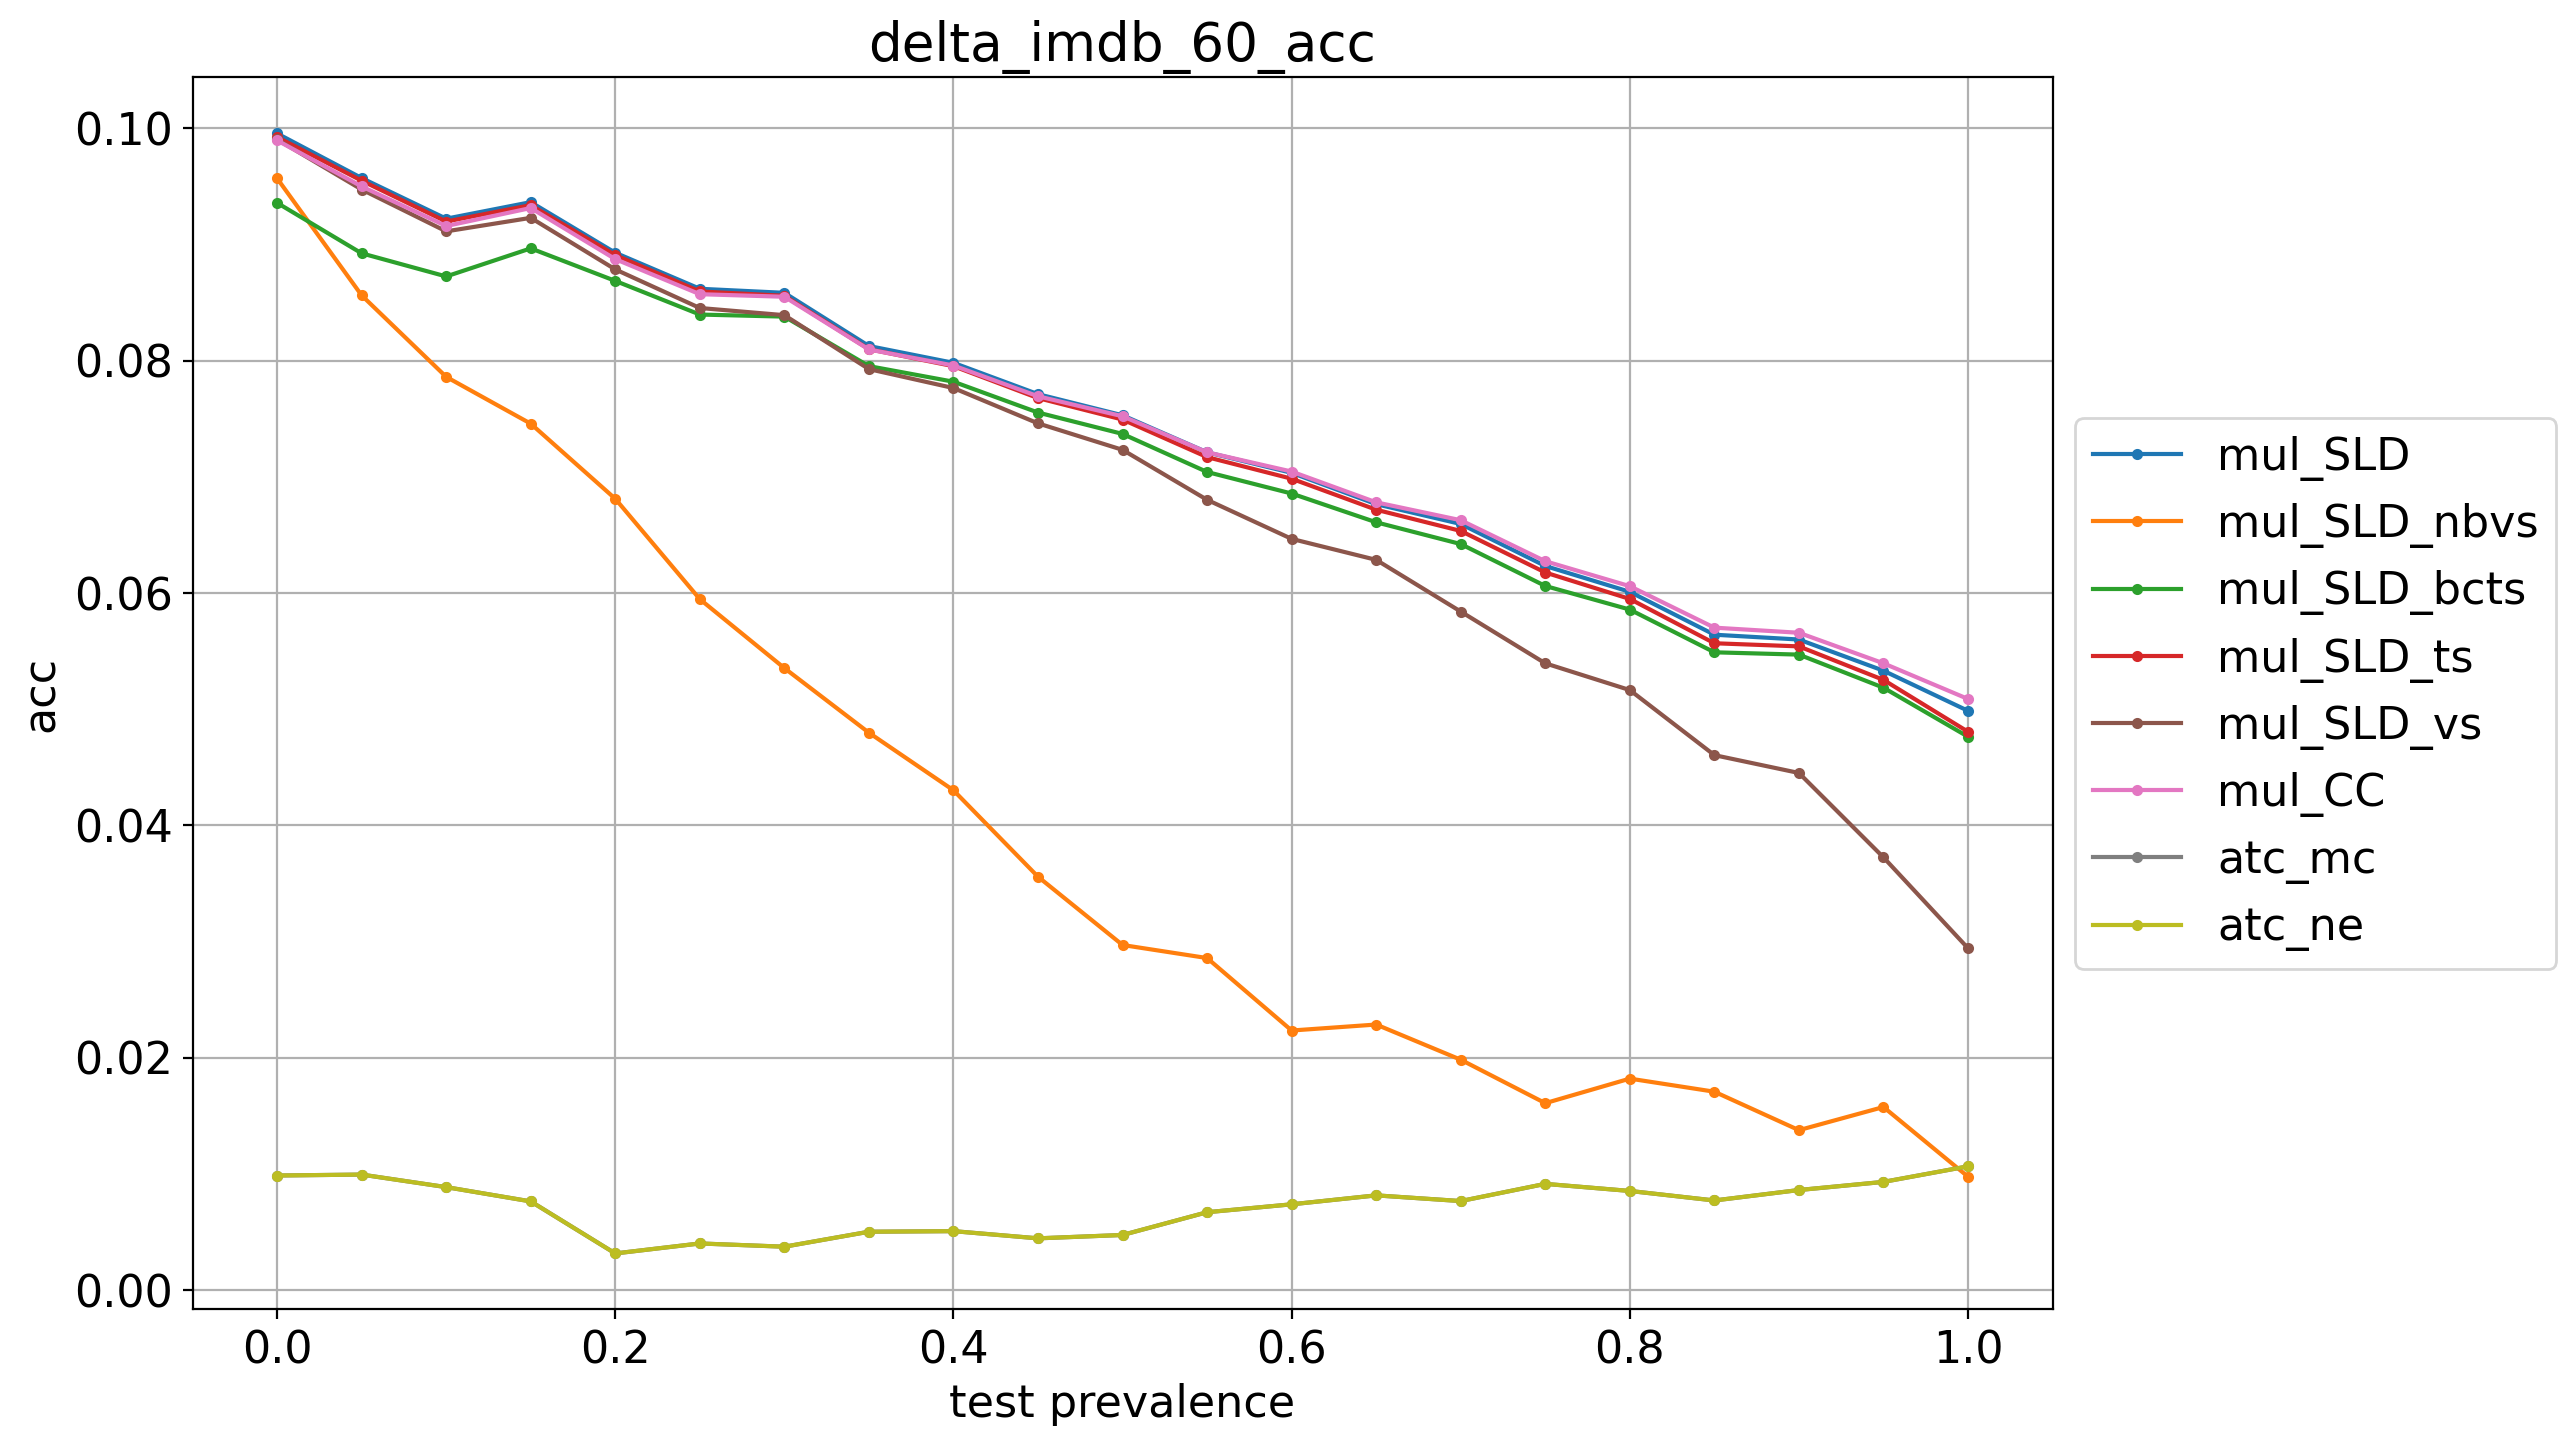 delta_imdb_60_acc
acc
0.10
0.08
0.06
0.04
0.02
0.00
0.0 0.2 0.4 0.6 0.8 1.0
test prevalence
mul_SLD
mul_SLD_nbvs
mul_SLD_bcts
mul_SLD_ts
mul_SLD_vs
mul_CC
atc_mc
atc_ne